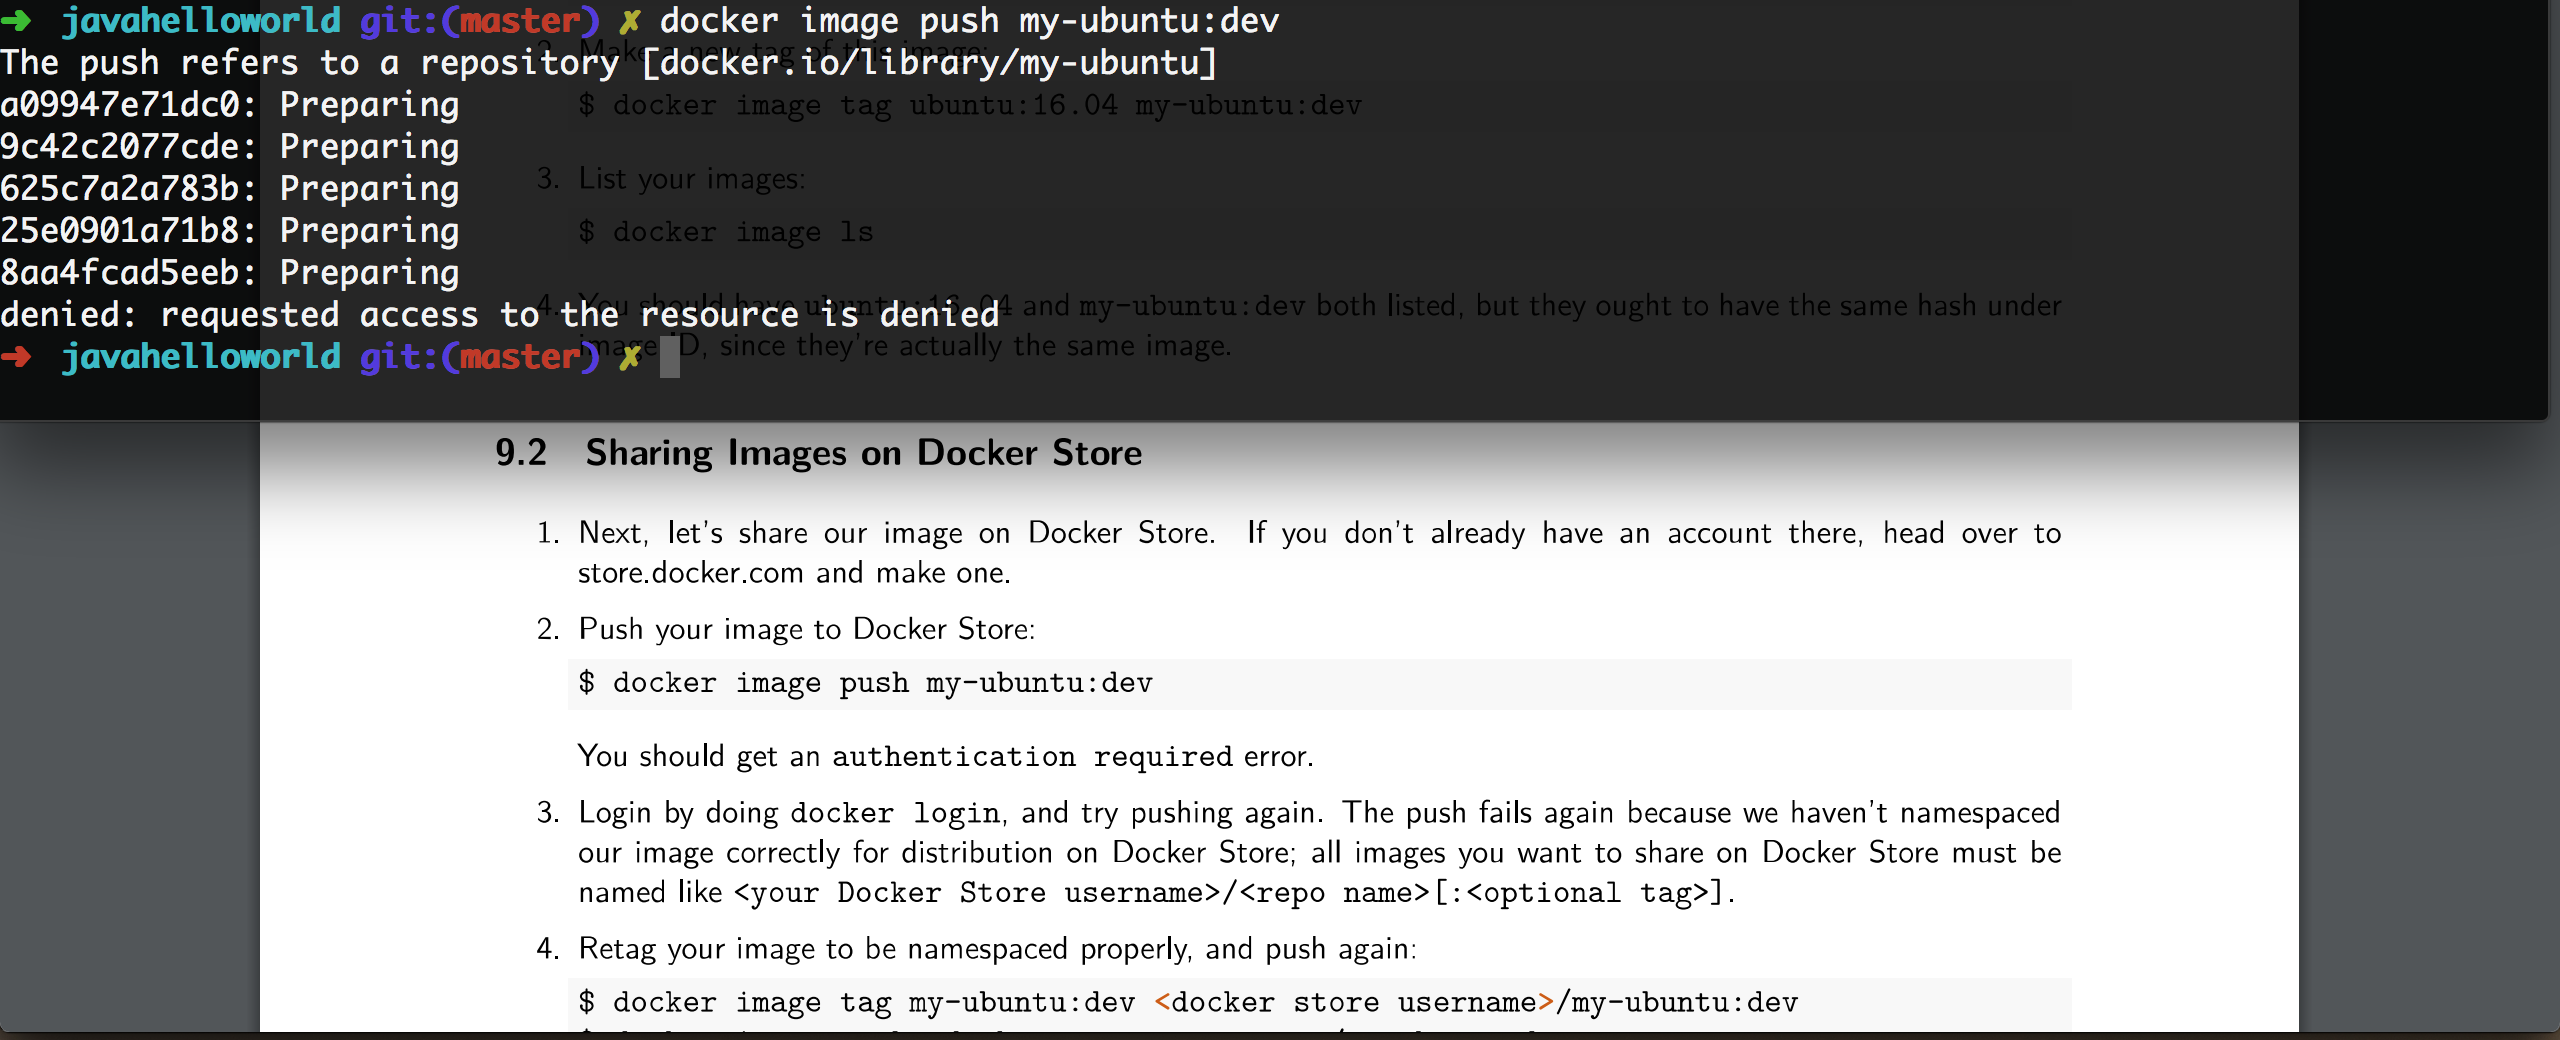 ➜ javahelloworld git:(master) ✗ docker image push my-ubuntu:dev
2. Make a new tag of this image:
The push refers to a repository [docker.io/library/my-ubuntu]
a09947e71dc0: Preparing
$ docker image tag ubuntu:16.04 my-ubuntu:dev
9c42c2077cde: Preparing
625c7a2a783b: Preparing
3. List your images:
25e0901a71b8: Preparing
$ docker image ls
8aa4fcad5eeb: Preparing
4. You should have ubuntu:16.04 and my-ubuntu:dev both listed, but they ought to have the same hash under
denied: requested access to the resource is denied
image ID, since they're actually the same image.
➜ javahelloworld git:(master) ✗
9.2 Sharing Images on Docker Store
1. Next, let's share our image on Docker Store. If you don't already have an account there, head over to
store.docker.com and make one.
2. Push your image to Docker Store:
$ docker image push my-ubuntu:dev
You should get an authentication required error.
3. Login by doing docker login, and try pushing again. The push fails again because we haven't namespaced
our image correctly for distribution on Docker Store; all images you want to share on Docker Store must be
named like <your Docker Store username>/<repo name>[:<optional tag>].
4. Retag your image to be namespaced properly, and push again:
$ docker image tag my-ubuntu:dev <docker store username>/my-ubuntu:dev